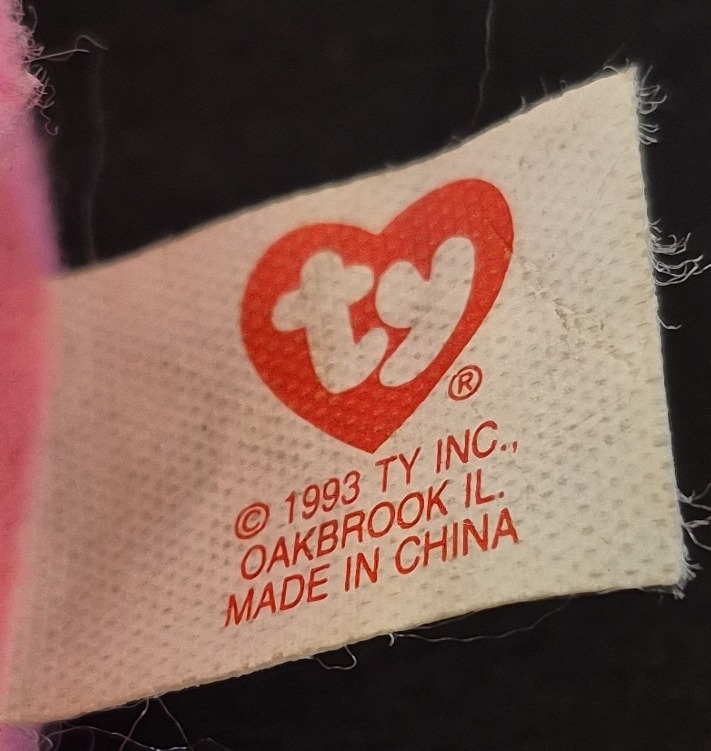 ty ®
© 1993 TY INC.,
OAKBROOK IL.
MADE IN CHINA